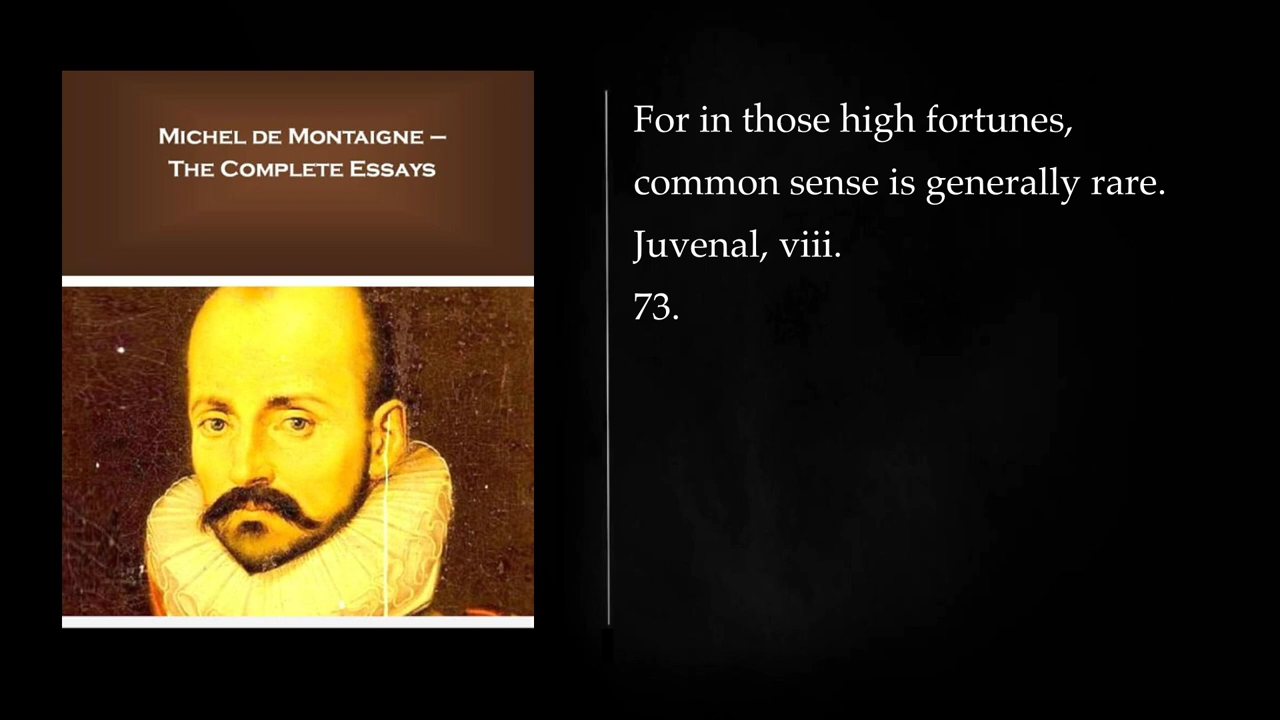 MICHEL DE MONTAIGNE –
THE COMPLETE ESSAYS
For in those high fortunes,
common sense is generally rare.
Juvenal, viii.
73.